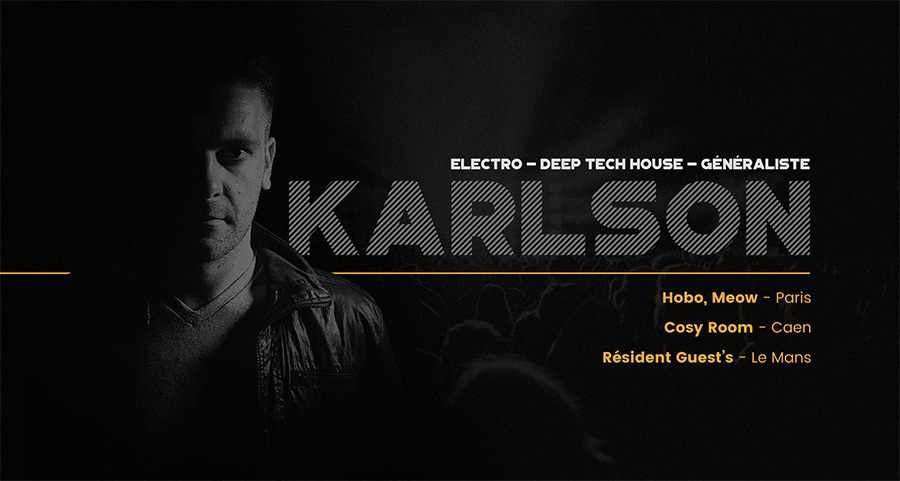 ELECTRO – DEEP TECH HOUSE – GÉNÉRALISTE
KARLSON
Hobo, Meow - Paris
Cosy Room - Caen
Résident Guest's - Le Mans